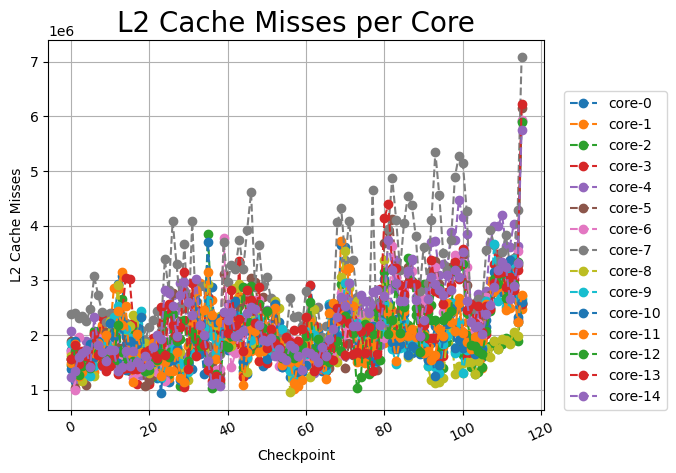 L2 Cache Misses per Core
1e6
7
6
5
4
3
2
1
L2 Cache Misses
0
20
40
60
80
100
120
Checkpoint
core-0
core-1
core-2
core-3
core-4
core-5
core-6
core-7
core-8
core-9
core-10
core-11
core-12
core-13
core-14